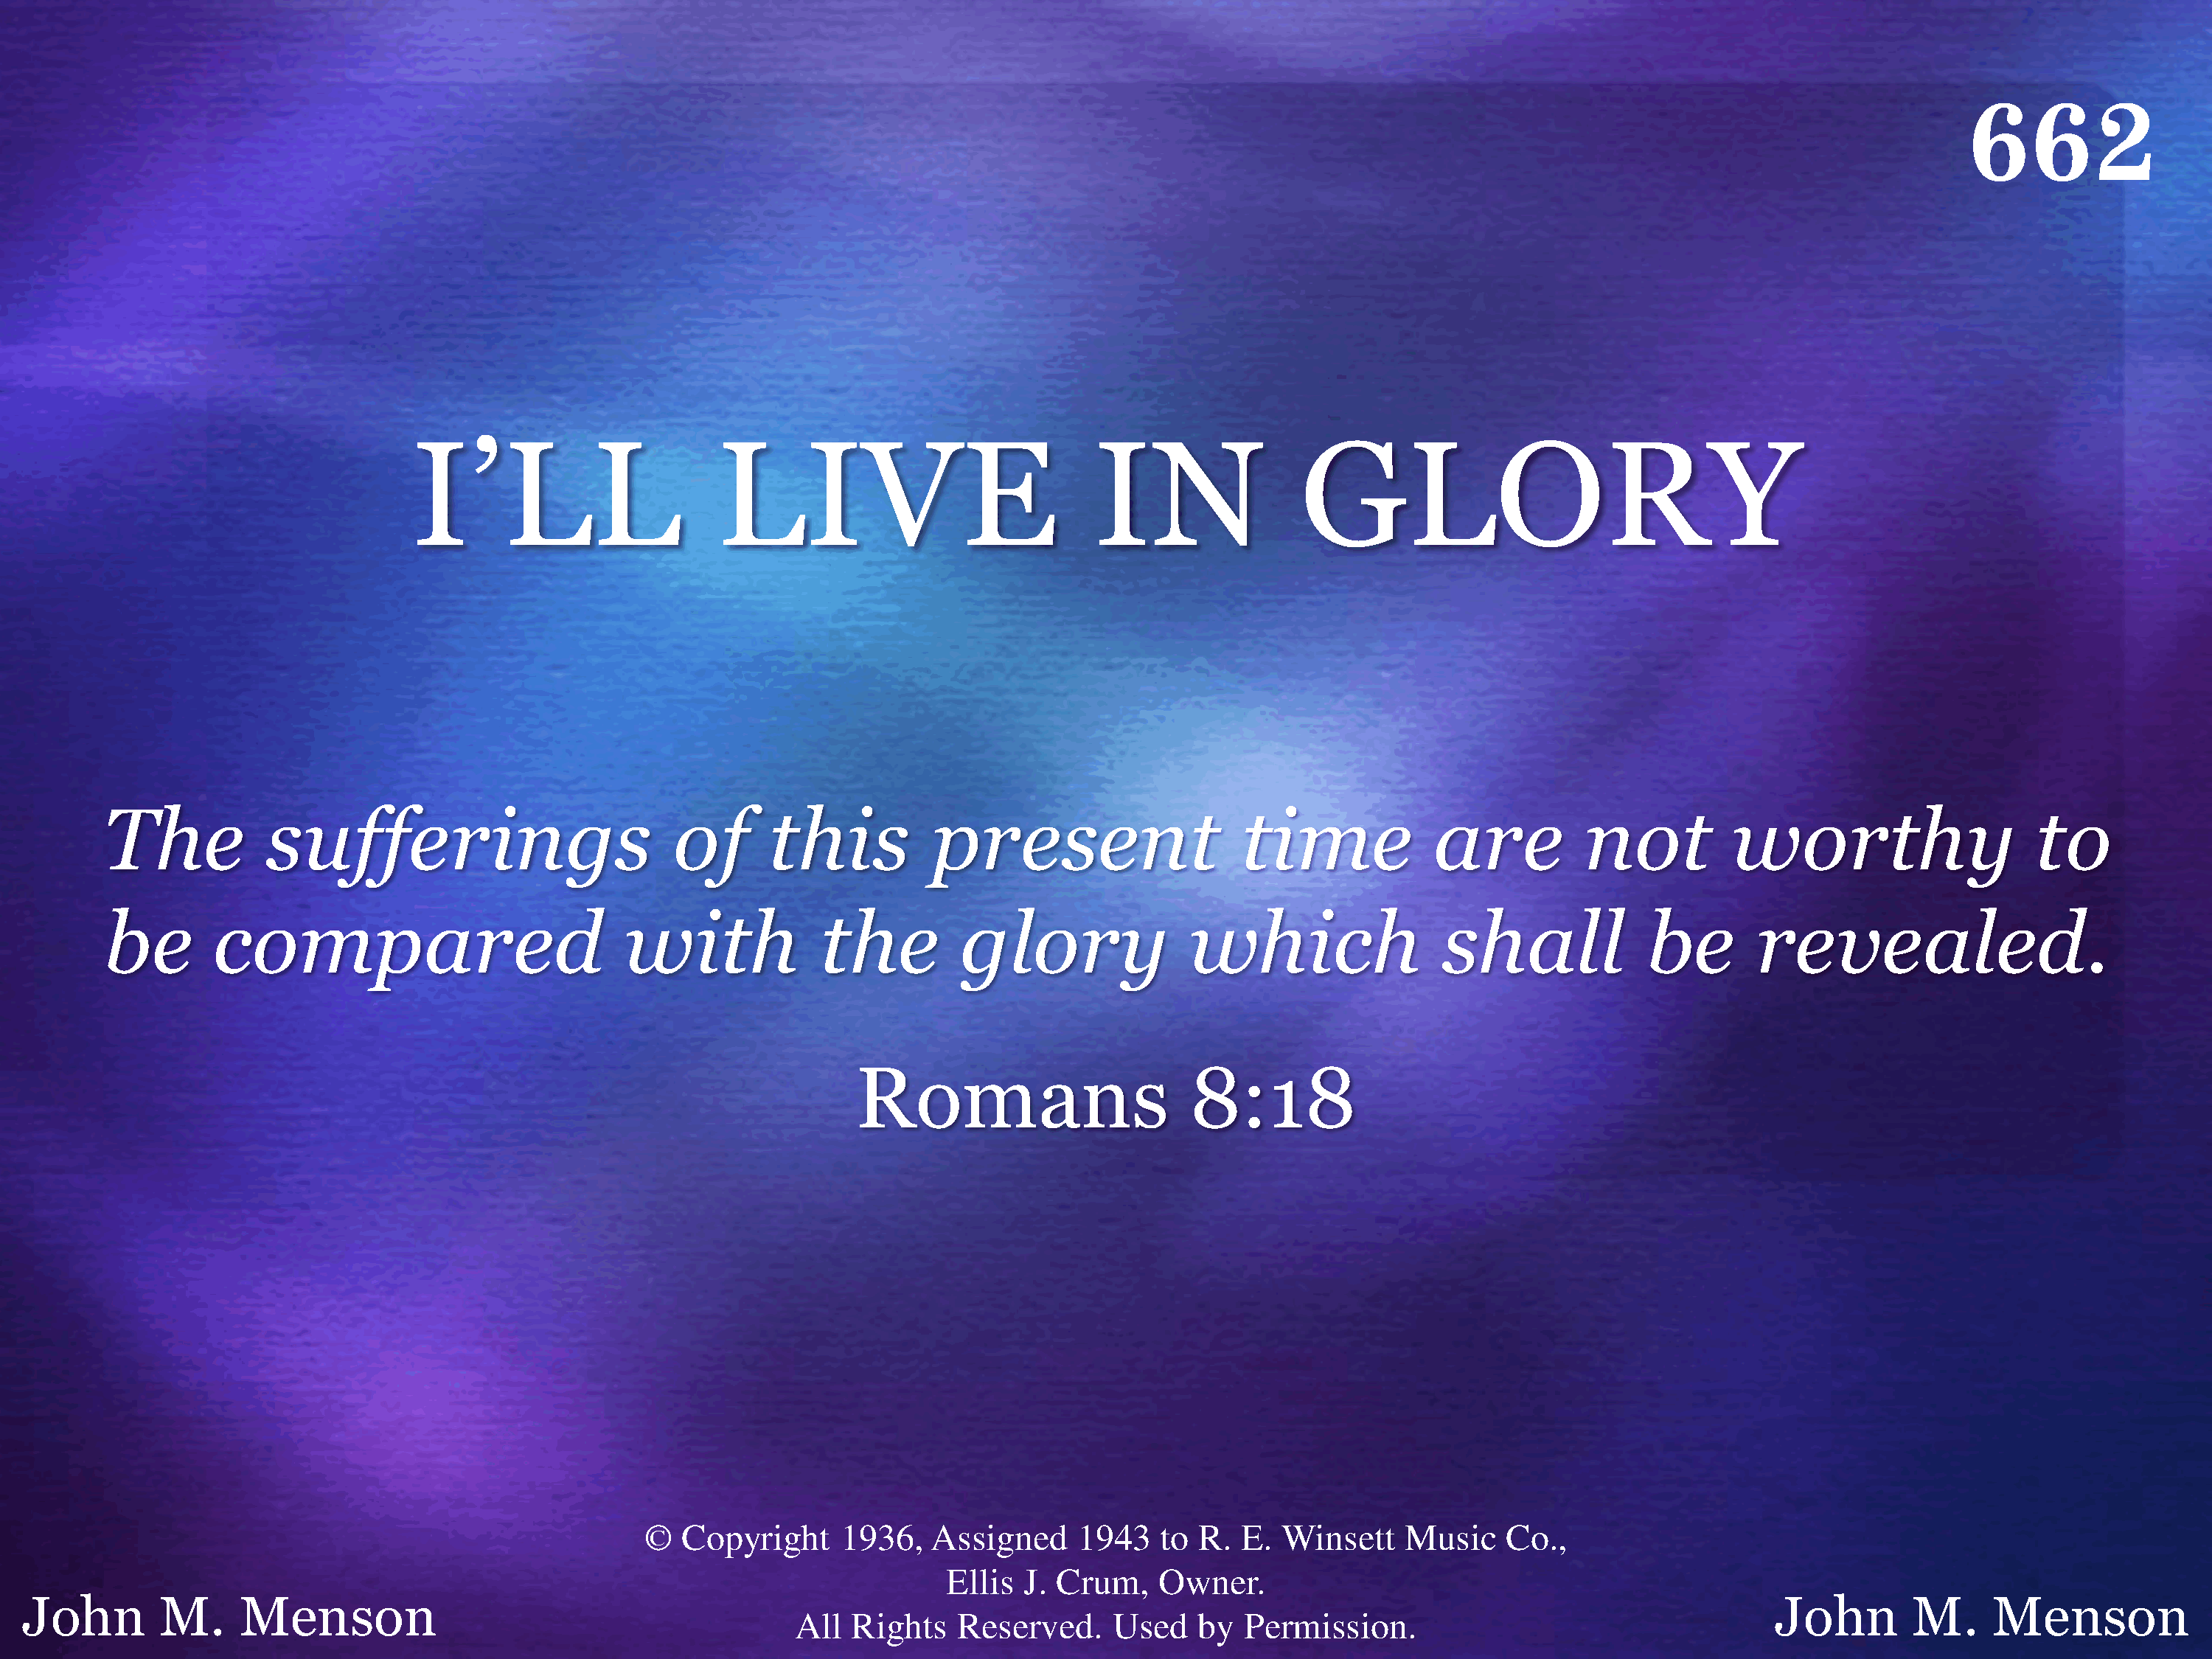 662
I’LL LIVE IN GLORY
The sufferings of this present time are not worthy to
be compared with the glory which shall be revealed.
Romans 8:18
© Copyright 1936, Assigned 1943 to R. E. Winsett Music Co.,
Ellis J. Crum, Owner.
All Rights Reserved. Used by Permission.
John M. Menson
John M. Menson